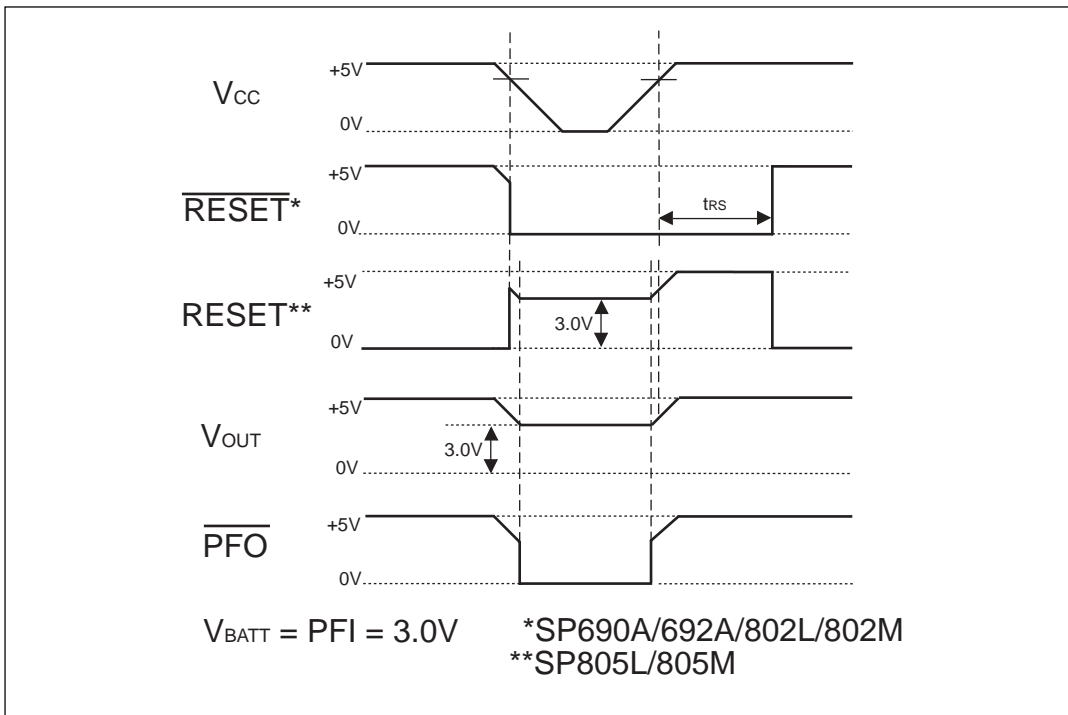 +5V
VCC
0V
+5V
RESET*
0V
tRS
+5V
RESET**
3.0V
0V
+5V
VOUT
3.0V
0V
+5V
PFO
0V
VBATT = PFI = 3.0V
*SP690A/692A/802L/802M
**SP805L/805M